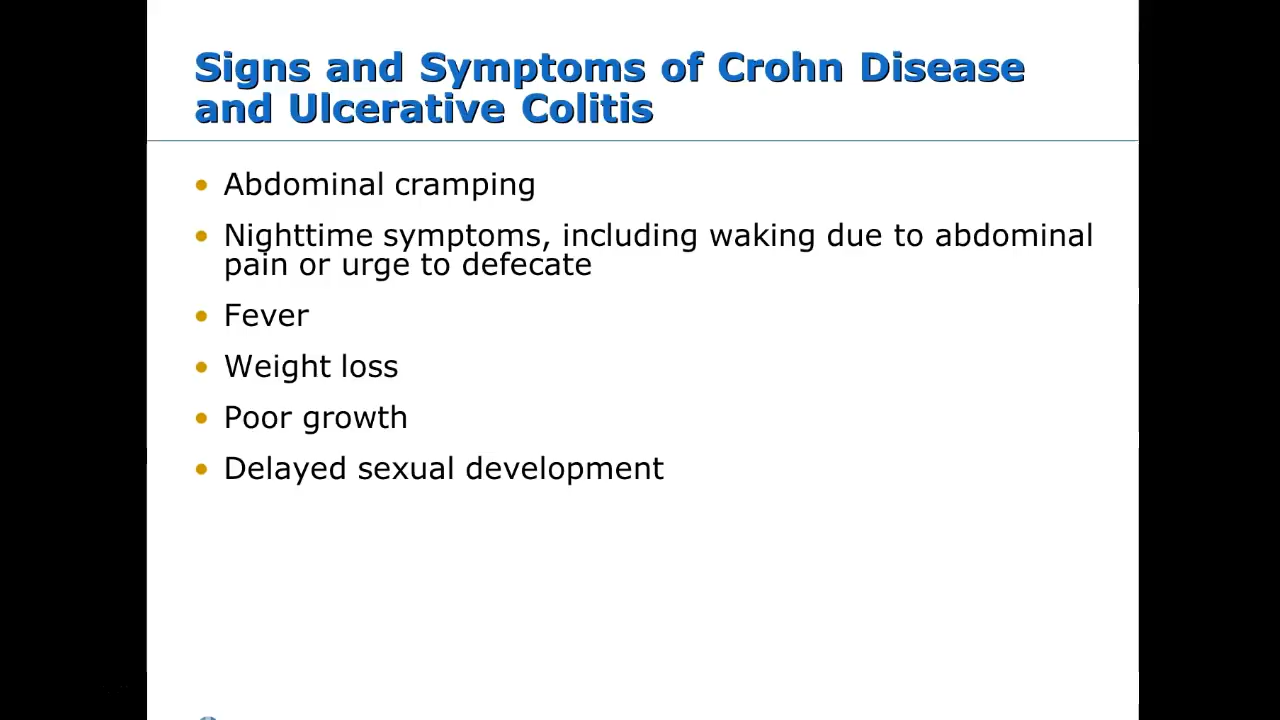 Signs and Symptoms of Crohn Disease
and Ulcerative Colitis
• Abdominal cramping
• Nighttime symptoms, including waking due to abdominal
pain or urge to defecate
• Fever
• Weight loss
• Poor growth
• Delayed sexual development